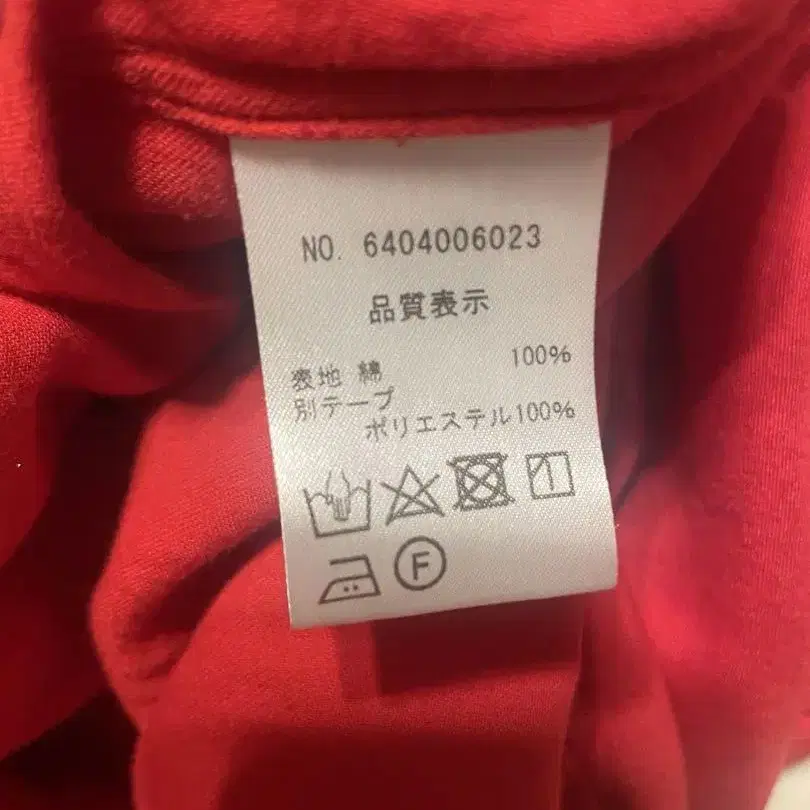 NO. 6404006023
品質表示
表地 綿 100%
別テープ
ポリエステル100%
F